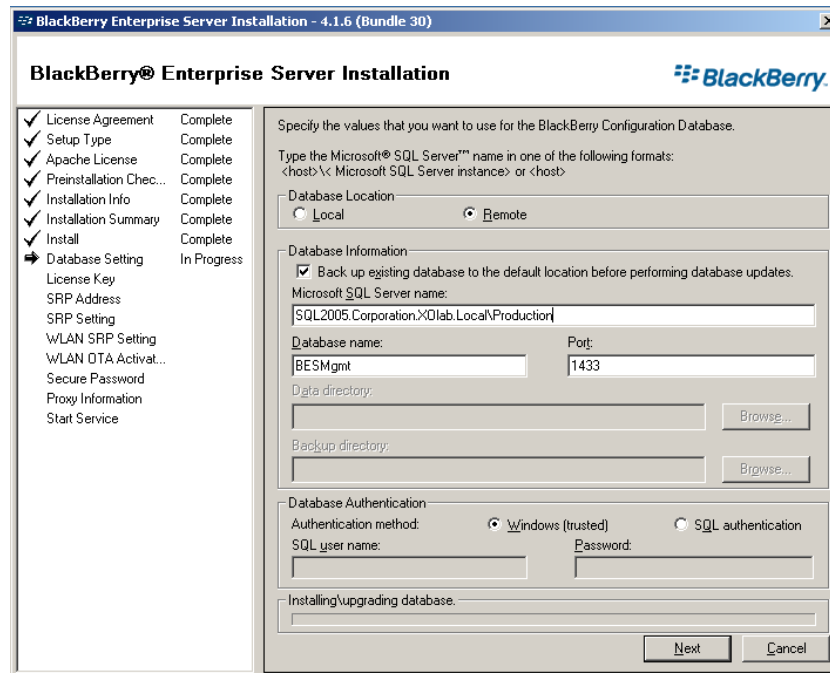 BlackBerry Enterprise Server Installation - 4.1.6 (Bundle 30)
BlackBerry® Enterprise Server Installation
BlackBerry.
License Agreement Complete
Setup Type Complete
Apache License Complete
Preinstallation Chec... Complete
Installation Info Complete
Installation Summary Complete
Install Complete
Database Setting In Progress
License Key
SRP Address
SRP Setting
WLAN SRP Setting
WLAN OTA Activat...
Secure Password
Proxy Information
Start Service
Specify the values that you want to use for the BlackBerry Configuration Database.
Type the Microsoft® SQL Server™ name in one of the following formats:
<host>\< Microsoft SQL Server instance> or <host>
Database Location
Local Remote
Database Information
Back up existing database to the default location before performing database updates.
Microsoft SQL Server name:
SQL2005.Corporation.XOlab.Local\Production
Database name: Port:
BESMgmt 1433
Data directory:
Browse...
Backup directory:
Browse...
Database Authentication
Authentication method: Windows (trusted) SQL authentication
SQL user name: Password:
Installing\upgrading database.
Next Cancel